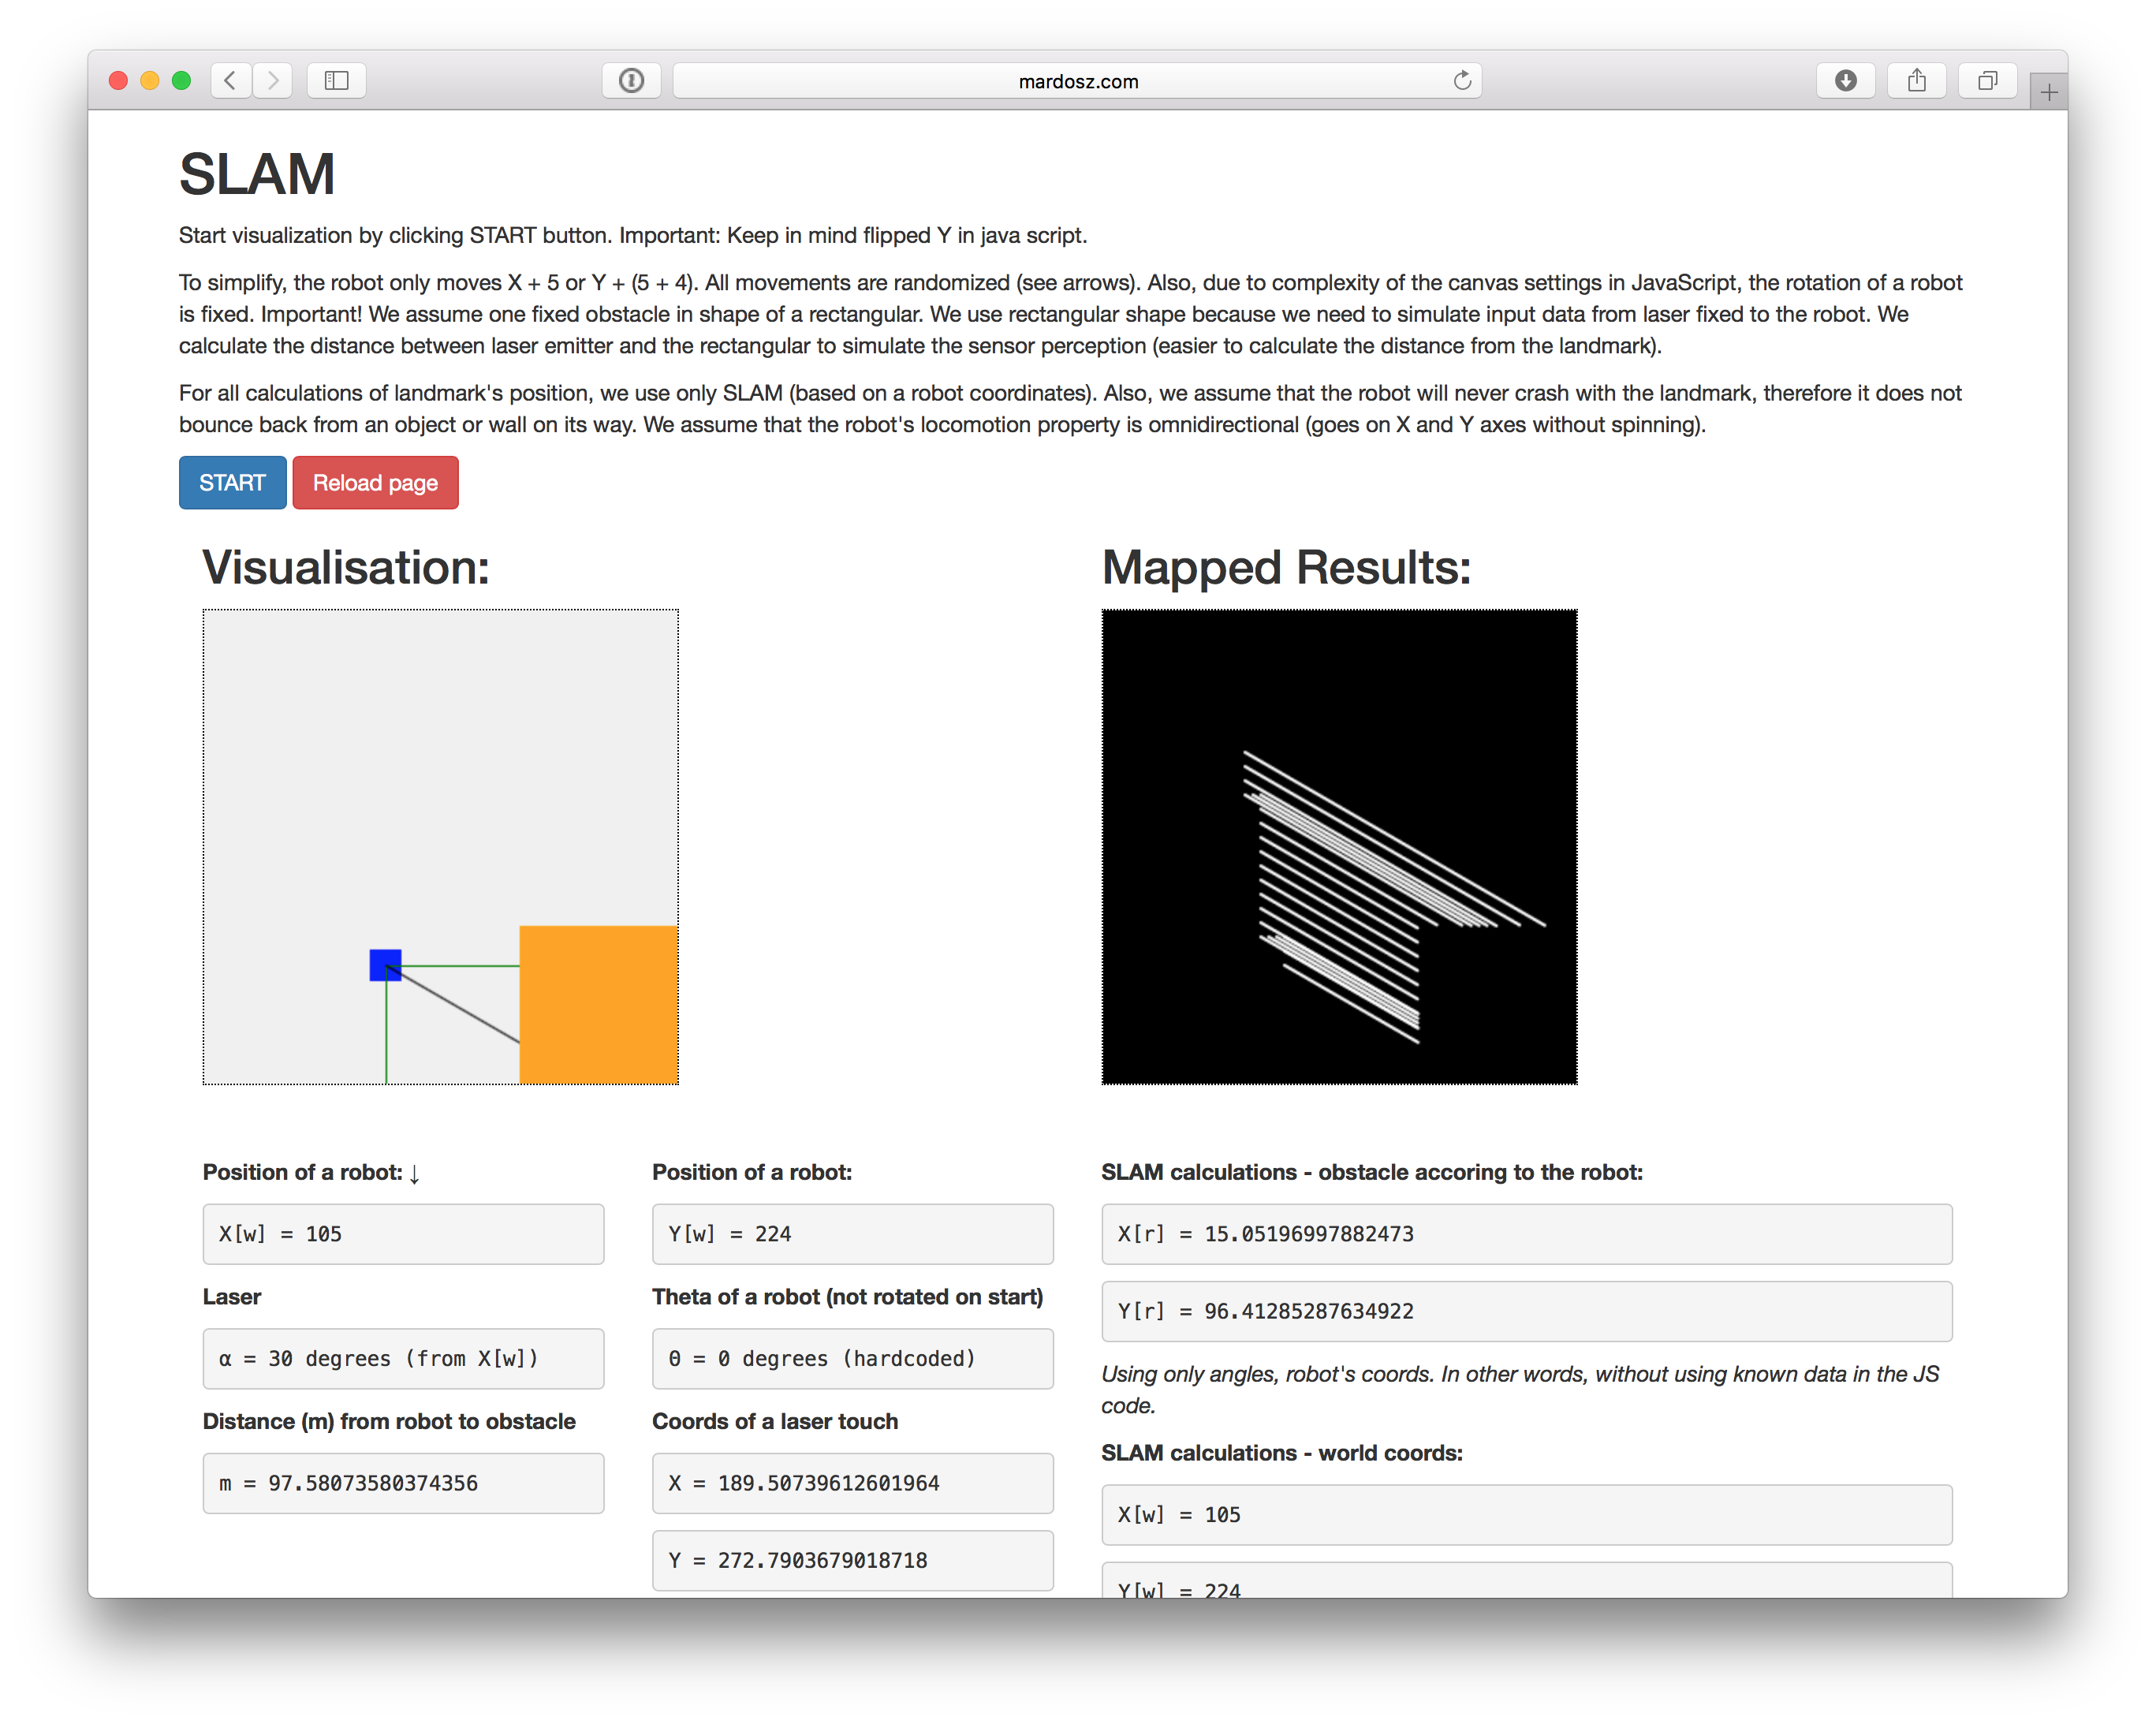 mardosz.com
SLAM
Start visualization by clicking START button. Important: Keep in mind flipped Y in java script.
To simplify, the robot only moves X + 5 or Y + (5 + 4). All movements are randomized (see arrows). Also, due to complexity of the canvas settings in JavaScript, the rotation of a robot
is fixed. Important! We assume one fixed obstacle in shape of a rectangular. We use rectangular shape because we need to simulate input data from laser fixed to the robot. We
calculate the distance between laser emitter and the rectangular to simulate the sensor perception (easier to calculate the distance from the landmark).
For all calculations of landmark's position, we use only SLAM (based on a robot coordinates). Also, we assume that the robot will never crash with the landmark, therefore it does not
bounce back from an object or wall on its way. We assume that the robot's locomotion property is omnidirectional (goes on X and Y axes without spinning).
START Reload page
Visualisation:
Mapped Results:
Position of a robot: ↓
X[w] = 105
Laser
α = 30 degrees (from X[w])
Distance (m) from robot to obstacle
m = 97.58073580374356
Position of a robot:
Y[w] = 224
Theta of a robot (not rotated on start)
θ = 0 degrees (hardcoded)
Coords of a laser touch
X = 189.50739612601964
Y = 272.7903679018718
SLAM calculations - obstacle accoring to the robot:
X[r] = 15.05196997882473
Y[r] = 96.41285287634922
Using only angles, robot's coords. In other words, without using known data in the JS
code.
SLAM calculations - world coords:
X[w] = 105
Y[w] = 224